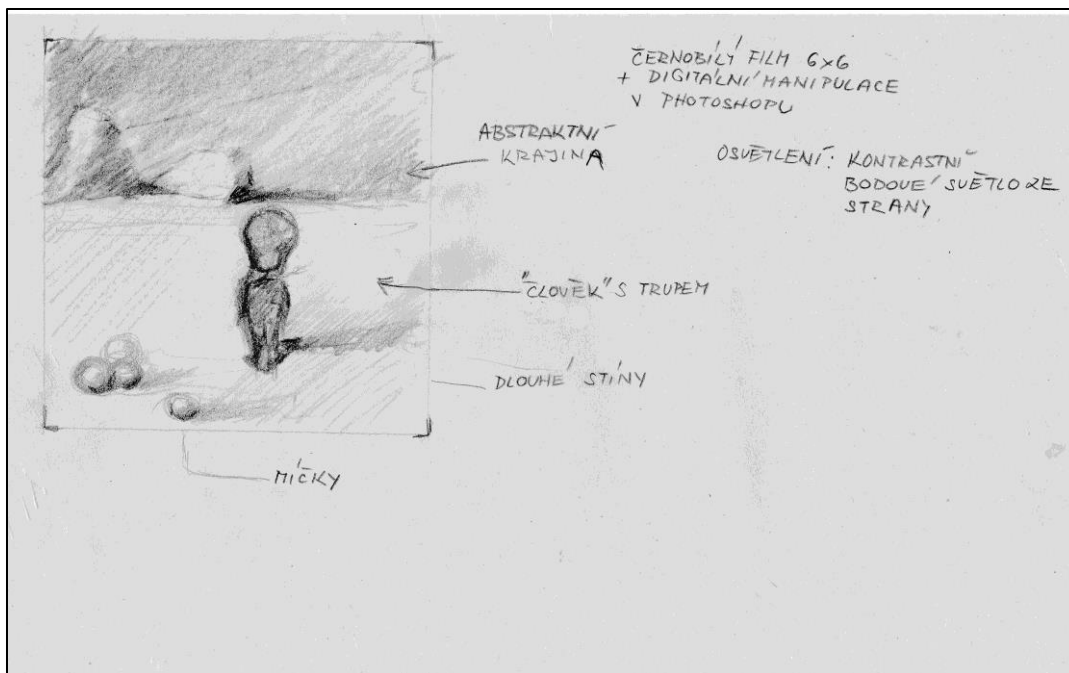 ČERNOBÍLÝ FILM 6x6
+ DIGITÁLNÍ MANIPULACE
V PHOTOSHOPU
ABSTRAKTNÍ
KRAJINA
OSVĚTLENÍ: KONTRASTNÍ
BODOVÉ SVĚTLO ZE
STRANY
"ČLOVĚK" S TRUPEM
DLOUHÉ STÍNY
MÍČKY